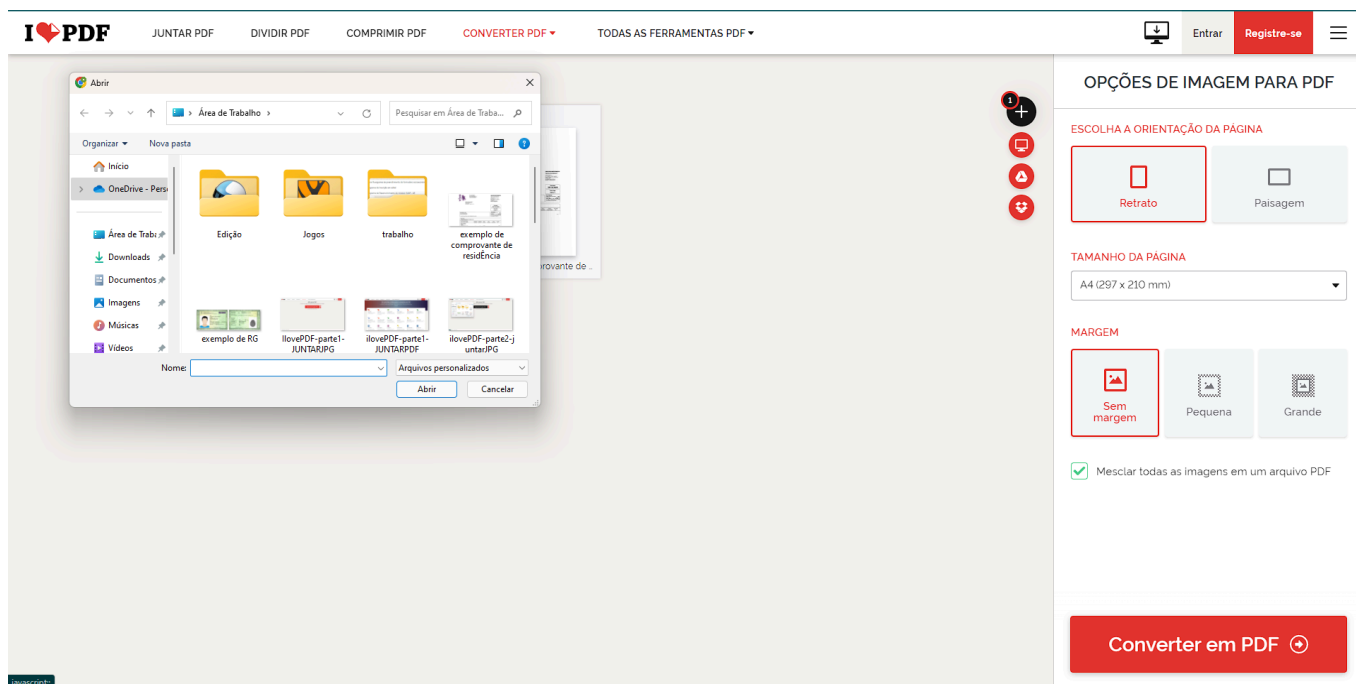 I PDF
JUNTAR PDF
DIVIDIR PDF
COMPRIMIR PDF
CONVERTER PDF
TODAS AS FERRAMENTAS PDF
Entrar
Registre-se
Abrir
Área de Trabalho
Pesquisar em Área de Traba...
Organizar
Nova pasta
Início
OneDrive - Pers
Área de Traba
Downloads
Documentos
Imagens
Músicas
Vídeos
Edição
Jogos
trabalho
exemplo de
comprovante de
residÊncia
exemplo de RG
IlovePDF-parte1-
JUNTARJPG
ilovePDF-parte1-
JUNTARPDF
ilovePDF-parte2-j
untarJPG
Nome:
Arquivos personalizados
Abrir
Cancelar
rovante de ..
1
OPÇÕES DE IMAGEM PARA PDF
ESCOLHA A ORIENTAÇÃO DA PÁGINA
Retrato
Paisagem
TAMANHO DA PÁGINA
A4 (297 x 210 mm)
MARGEM
Sem
margem
Pequena
Grande
Mesclar todas as imagens em um arquivo PDF
Converter em PDF
javascript:;